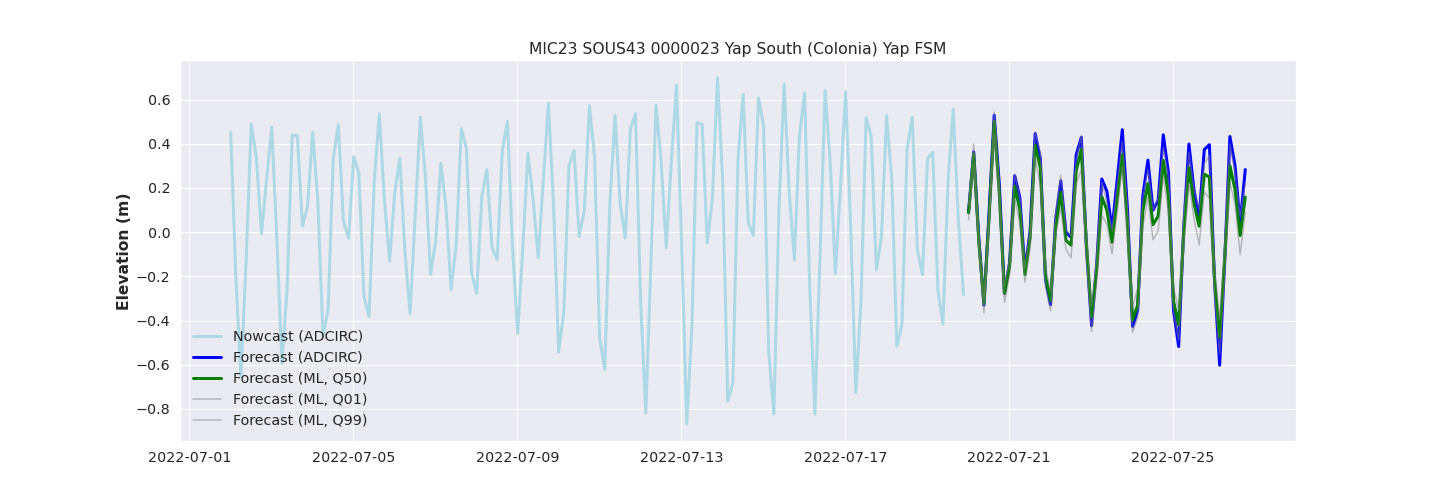 MIC23 SOUS43 0000023 Yap South (Colonia) Yap FSM
Elevation (m)
0.6
0.4
0.2
0.0
−0.2
−0.4
−0.6
−0.8
Nowcast (ADCIRC)
Forecast (ADCIRC)
Forecast (ML, Q50)
Forecast (ML, Q01)
Forecast (ML, Q99)
2022-07-01 2022-07-05 2022-07-09 2022-07-13 2022-07-17 2022-07-21 2022-07-25